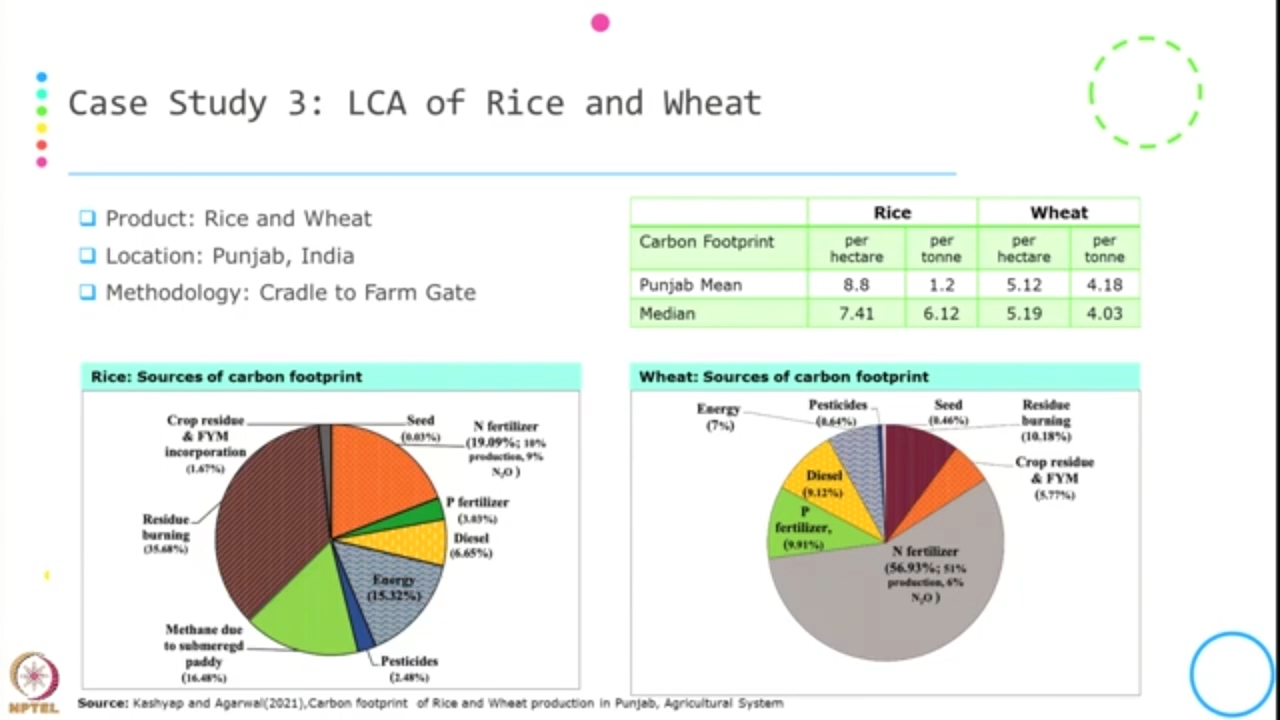 Case Study 3: LCA of Rice and Wheat
❑ Product: Rice and Wheat
❑ Location: Punjab, India
❑ Methodology: Cradle to Farm Gate
Rice Wheat
Carbon Footprint per hectare per tonne per hectare per tonne
Punjab Mean 8.8 1.2 5.12 4.18
Median 7.41 6.12 5.19 4.03
Rice: Sources of carbon footprint
Crop residue
& FYM
incorporation
(1.67%)
Seed
(0.03%)
N fertilizer
(19.09%; 10%
production, 9%
N₂O )
P fertilizer
(3.03%)
Diesel
(6.65%)
Energy
(15.32%)
Pesticides
(2.48%)
Methane due
to submeregd
paddy
(16.48%)
Residue
burning
(35.68%)
Wheat: Sources of carbon footprint
Energy
(7%)
Pesticides
(0.64%)
Seed
(0.46%)
Residue
burning
(10.18%)
Crop residue
& FYM
(5.77%)
Diesel
(9.12%)
P
fertilizer,
(9.91%)
N fertilizer
(56.93%; 51%
production, 6%
N₂O )
NPTEL
Source: Kashyap and Agarwal(2021),Carbon footprint of Rice and Wheat production in Punjab, Agricultural System